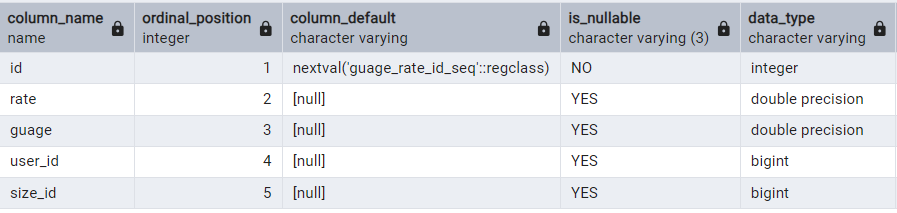 column_name ordinal_position column_default is_nullable data_type
name integer character varying character varying (3) character varying
id 1 nextval('guage_rate_id_seq'::regclass) NO integer
rate 2 [null] YES double precision
guage 3 [null] YES double precision
user_id 4 [null] YES bigint
size_id 5 [null] YES bigint